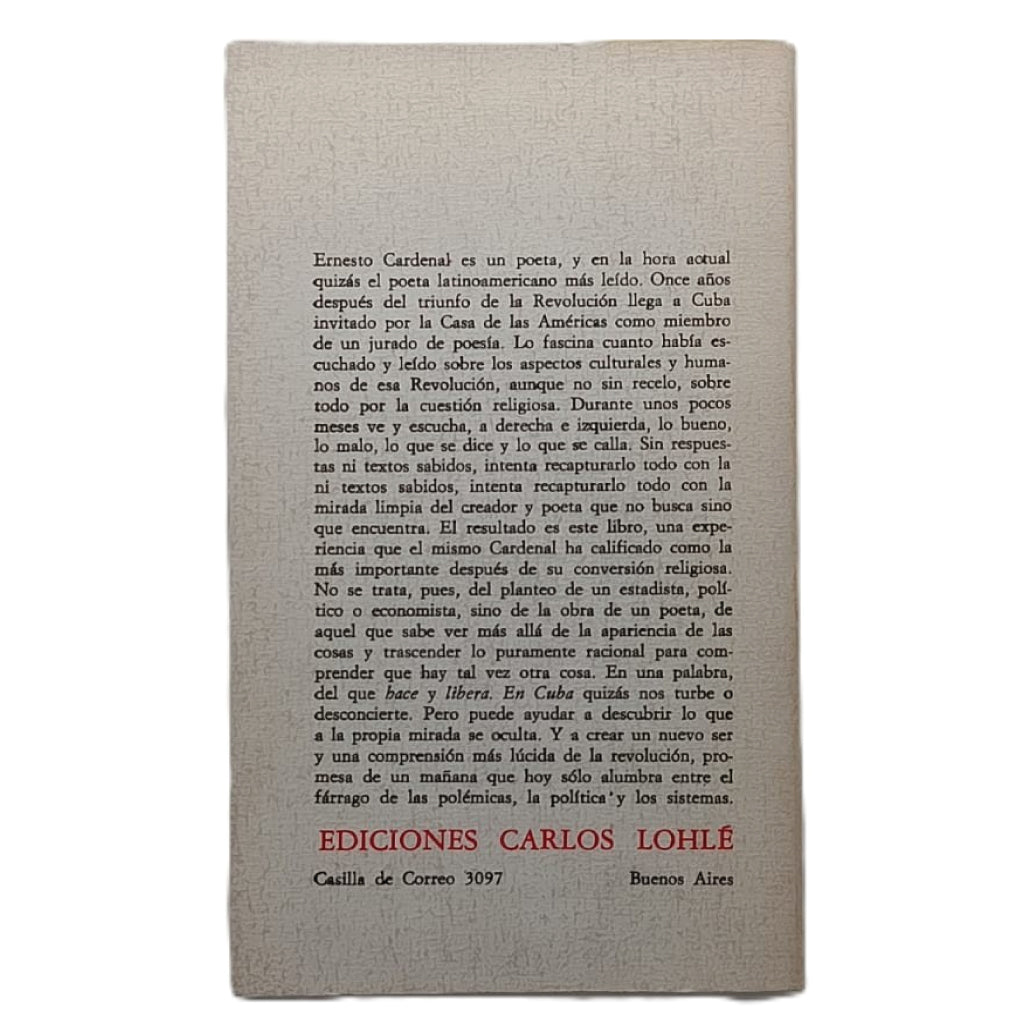 Ernesto Cardenal es un poeta, y en la hora actual
quizás el poeta latinoamericano más leído. Once años
después del triunfo de la Revolución llega a Cuba
invitado por la Casa de las Américas como miembro
de un jurado de poesía. Lo fascina cuanto había es-
cuchado y leído sobre los aspectos culturales y huma-
nos de esa Revolución, aunque no sin recelo, sobre
todo por la cuestión religiosa. Durante unos pocos
meses ve y escucha, a derecha e izquierda, lo bueno,
lo malo, lo que se dice y lo que se calla. Sin respues-
tas ni textos sabidos, intenta recapturarlo todo con la
ni textos sabidos, intenta recapturarlo todo con la
mirada limpia del creador y poeta que no busca sino
que encuentra. El resultado es este libro, una expe-
riencia que el mismo Cardenal ha calificado como la
más importante después de su conversión religiosa.
No se trata, pues, del planteo de un estadista, polí-
tico o economista, sino de la obra de un poeta, de
aquel que sabe ver más allá de la apariencia de las
cosas y trascender lo puramente racional para com-
prender que hay tal vez otra cosa. En una palabra,
del que hace y libera. En Cuba quizás nos turbe o
desconcierte. Pero puede ayudar a descubrir lo que
a la propia mirada se oculta. Y a crear un nuevo ser
y una comprensión más lúcida de la revolución, pro-
mesa de un mañana que hoy sólo alumbra entre el
fárrago de las polémicas, la política y los sistemas.
EDICIONES CARLOS LOHLÉ
Casilla de Correo 3097 Buenos Aires